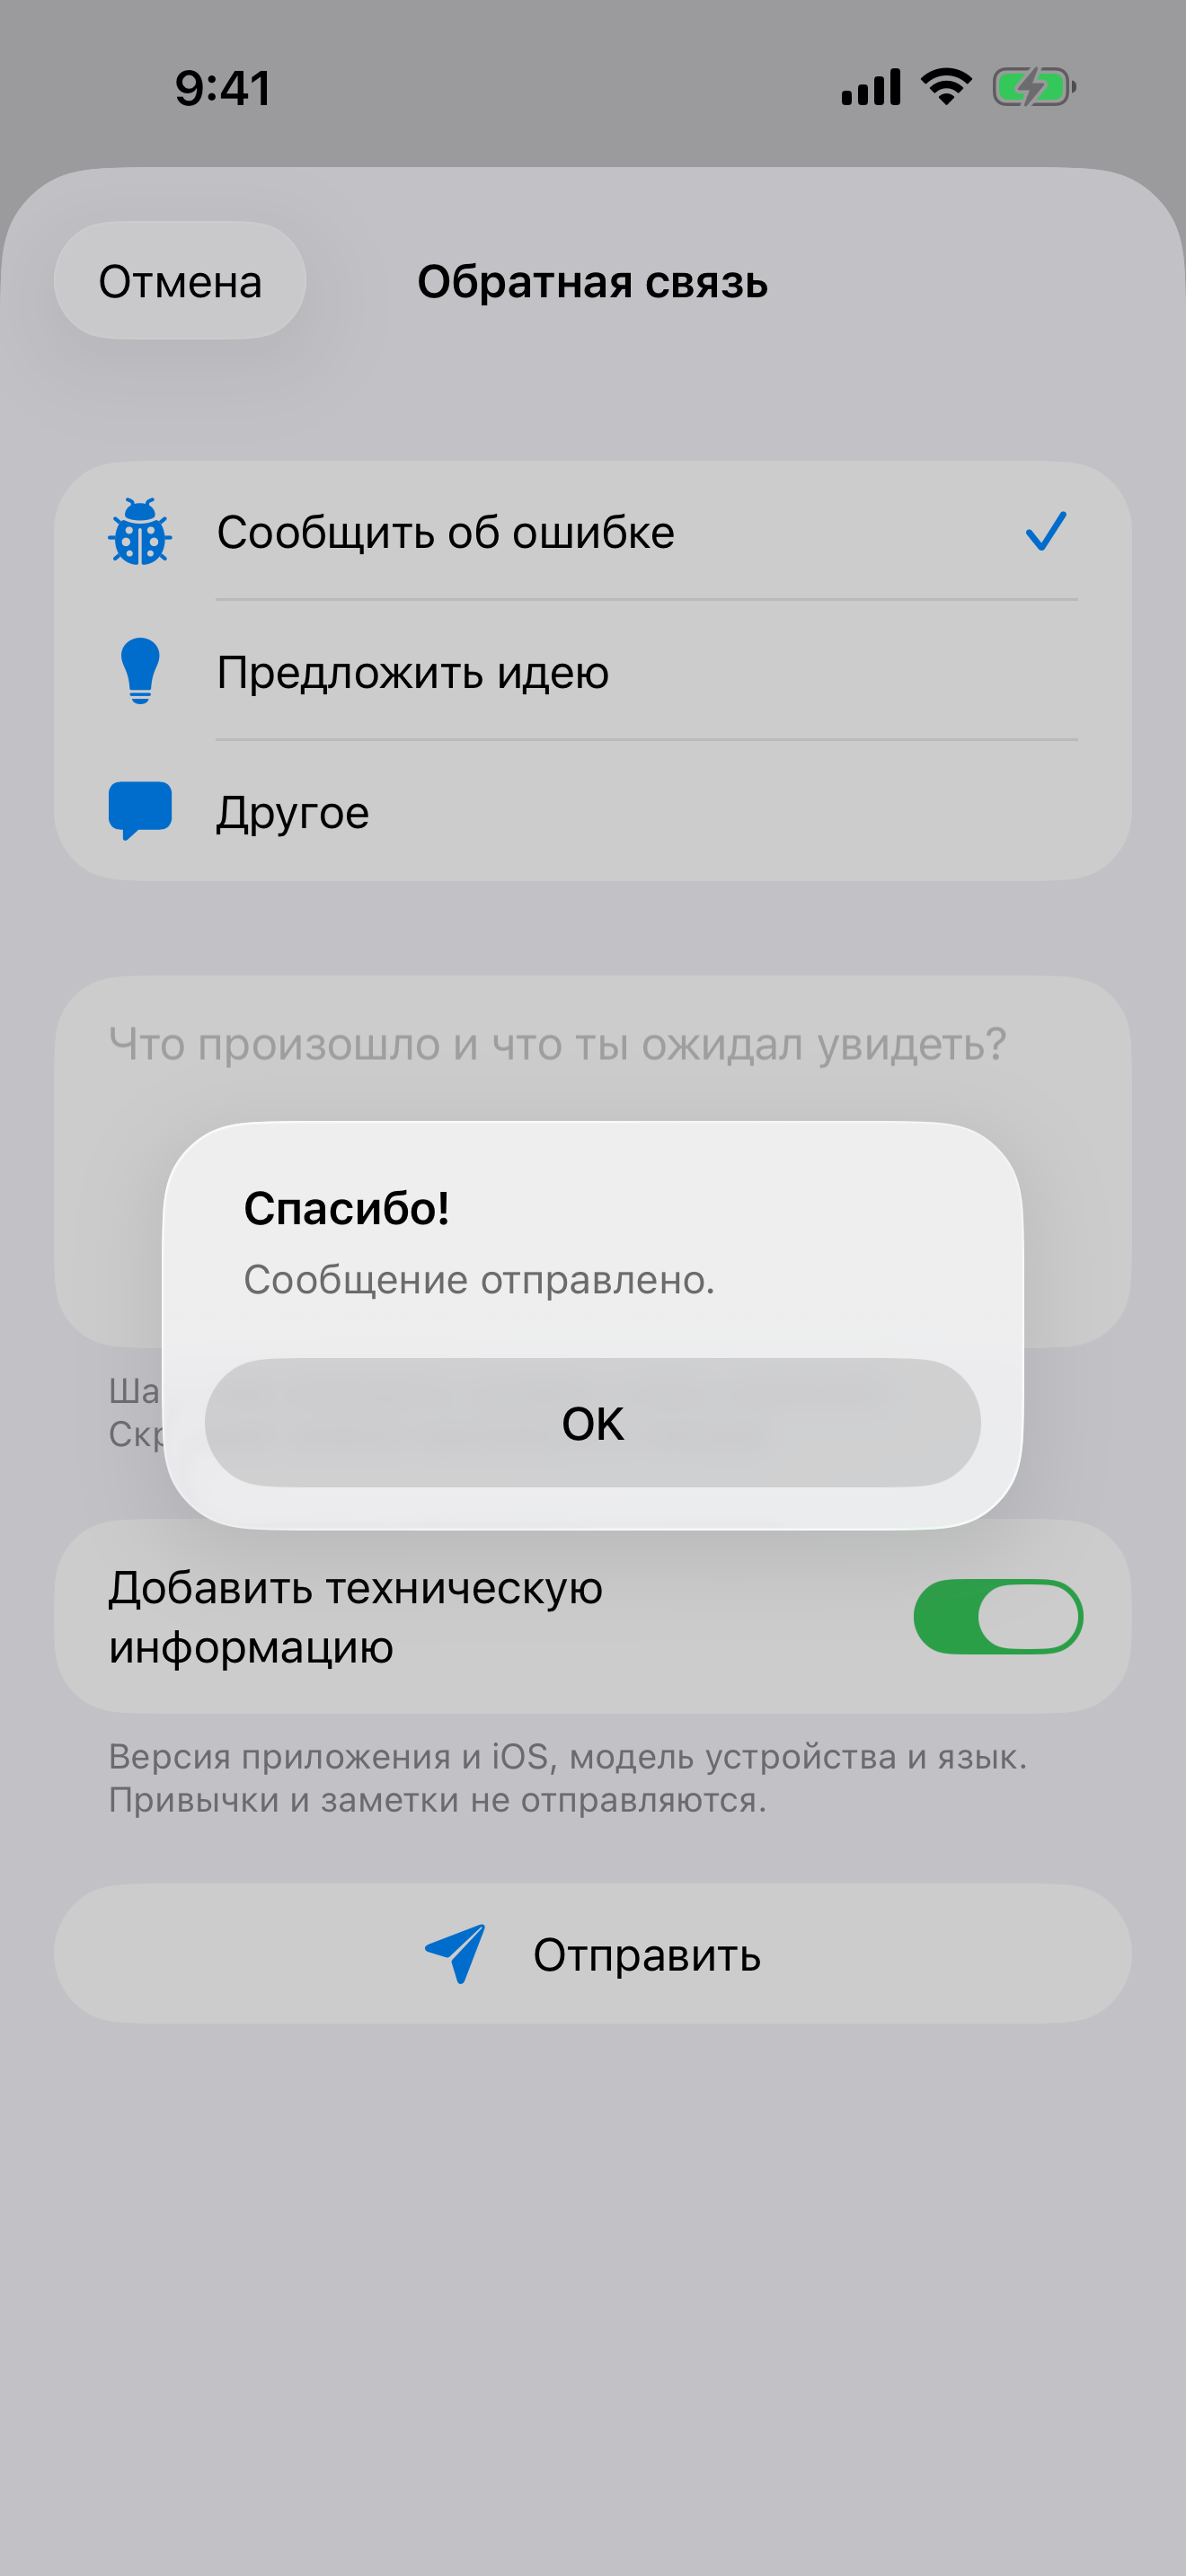 9:41
Отмена
Обратная связь
Сообщить об ошибке
Предложить идею
Другое
Что произошло и что ты ожидал увидеть?
Спасибо!
Сообщение отправлено.
OK
Добавить техническую
информацию
Версия приложения и iOS, модель устройства и язык.
Привычки и заметки не отправляются.
Отправить